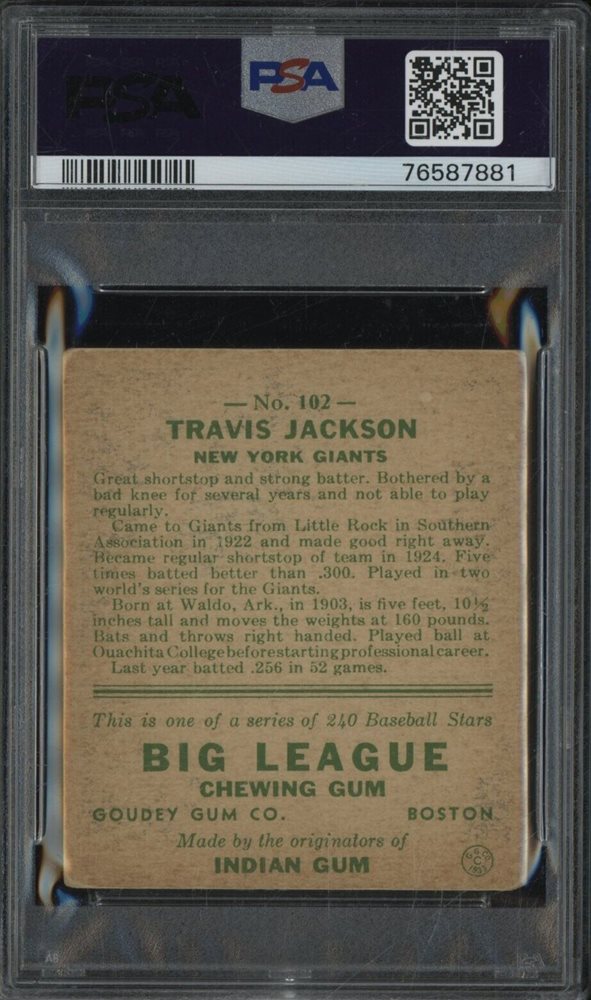 PSA
PSA
76587881
— No. 102 —
TRAVIS JACKSON
NEW YORK GIANTS
Great shortstop and strong batter. Bothered by a
bad knee for several years and not able to play
regularly.
Came to Giants from Little Rock in Southern
Association in 1922 and made good right away.
Became regular shortstop of team in 1924. Five
times batted better than .300. Played in two
world's series for the Giants.
Born at Waldo, Ark., in 1903, is five feet, 10½
inches tall and moves the weights at 160 pounds.
Bats and throws right handed. Played ball at
Ouachita College before starting professional career.
Last year batted .256 in 52 games.
This is one of a series of 240 Baseball Stars
BIG LEAGUE
CHEWING GUM
GOUDEY GUM CO. BOSTON
Made by the originators of
INDIAN GUM